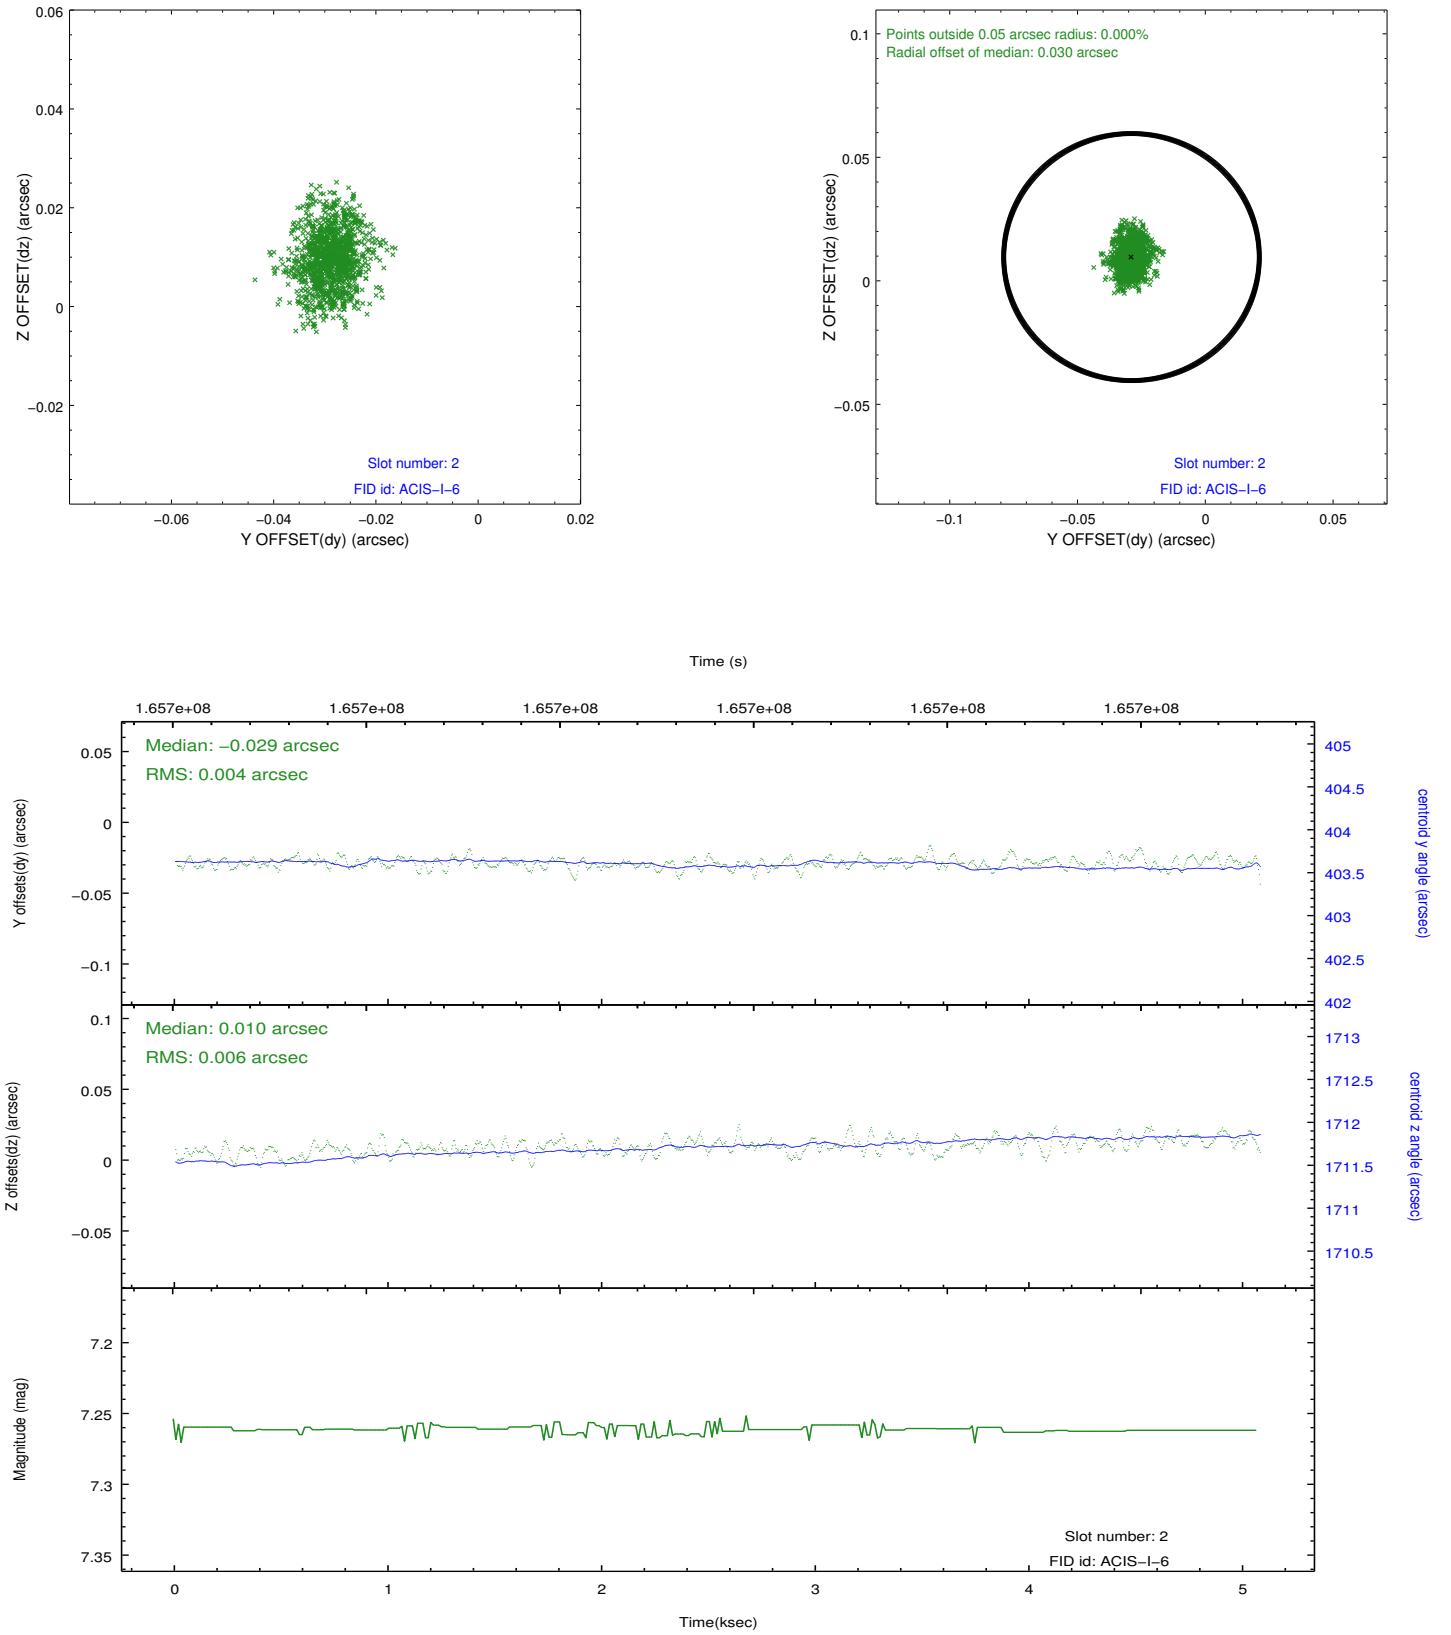 0.06
0.04
0.02
0
−0.02
Z OFFSET(dz) (arcsec)
Slot number: 2
FID id: ACIS−I−6
−0.06 −0.04 −0.02 0 0.02
Y OFFSET(dy) (arcsec)
Points outside 0.05 arcsec radius: 0.000%
Radial offset of median: 0.030 arcsec
0.1
0.05
0
−0.05
Z OFFSET(dz) (arcsec)
Slot number: 2
FID id: ACIS−I−6
−0.1 −0.05 0 0.05
Y OFFSET(dy) (arcsec)
Time (s)
1.657e+08 1.657e+08 1.657e+08 1.657e+08 1.657e+08 1.657e+08
Median: −0.029 arcsec
RMS: 0.004 arcsec
0.05
0
−0.05
−0.1
Y offsets(dy) (arcsec)
405
404.5
404
403.5
403
402.5
402
centroid y angle (arcsec)
Median: 0.010 arcsec
RMS: 0.006 arcsec
0.1
0.05
0
−0.05
Z offsets(dz) (arcsec)
1713
1712.5
1712
1711.5
1711
1710.5
centroid z angle (arcsec)
7.2
7.25
7.3
7.35
Magnitude (mag)
Slot number: 2
FID id: ACIS−I−6
0 1 2 3 4 5
Time(ksec)